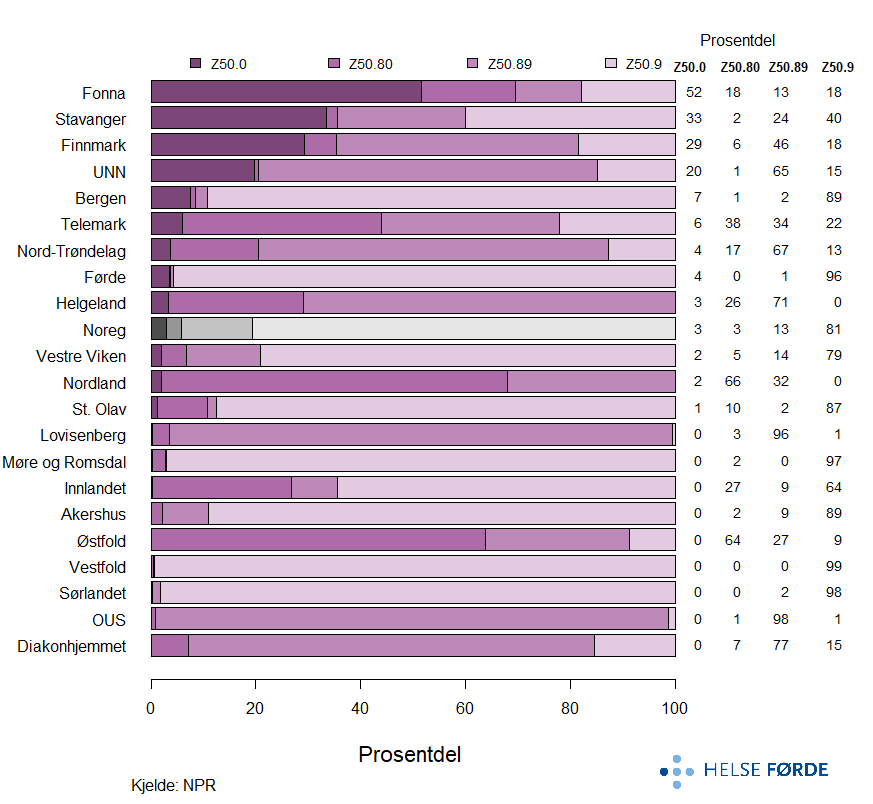 Prosentdel
Z50.0 Z50.80 Z50.89 Z50.9 Z50.0 Z50.80 Z50.89 Z50.9
Fonna 52 18 13 18
Stavanger 33 2 24 40
Finnmark 29 6 46 18
UNN 20 1 65 15
Bergen 7 1 2 89
Telemark 6 38 34 22
Nord-Trøndelag 4 17 67 13
Førde 4 0 1 96
Helgeland 3 26 71 0
Noreg 3 3 13 81
Vestre Viken 2 5 14 79
Nordland 2 66 32 0
St. Olav 1 10 2 87
Lovisenberg 0 3 96 1
Møre og Romsdal 0 2 0 97
Innlandet 0 27 9 64
Akershus 0 2 9 89
Østfold 0 64 27 9
Vestfold 0 0 0 99
Sørlandet 0 0 2 98
OUS 0 1 98 1
Diakonhjemmet 0 7 77 15
0 20 40 60 80 100
Prosentdel
Kjelde: NPR
HELSE FØRDE